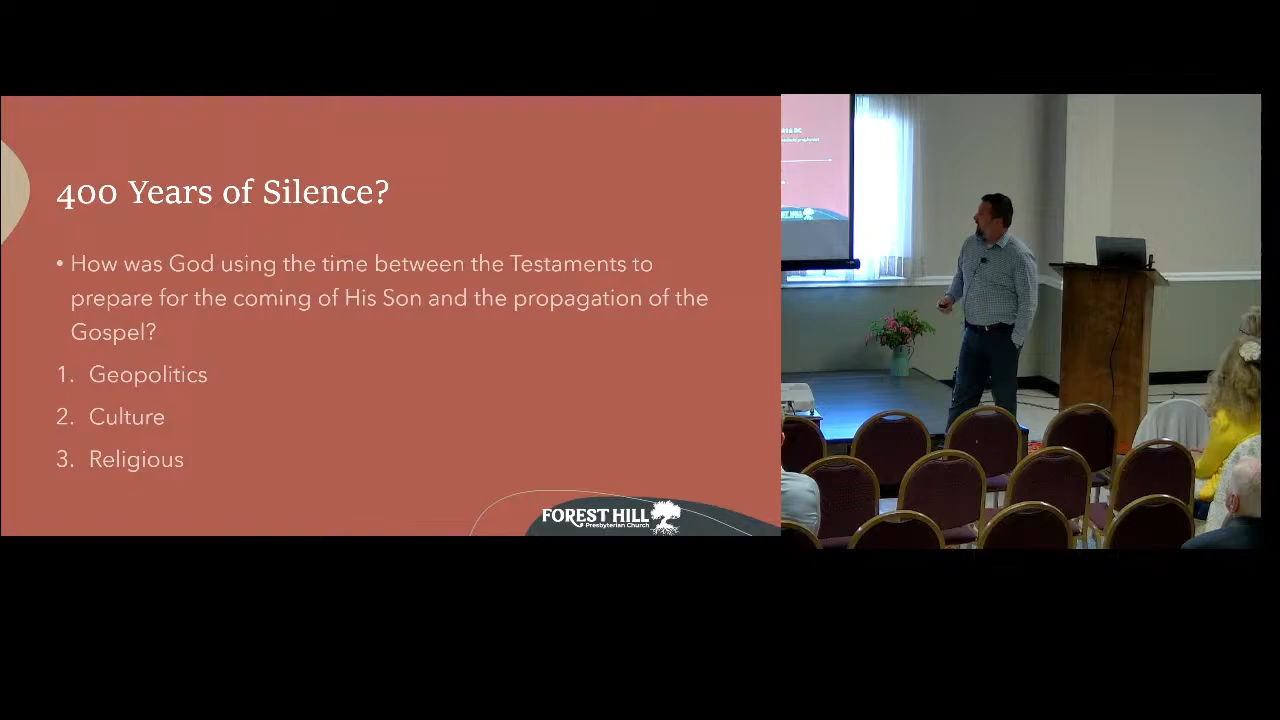 400 Years of Silence?
• How was God using the time between the Testaments to
prepare for the coming of His Son and the propagation of the
Gospel?
1. Geopolitics
2. Culture
3. Religious
FOREST HILL
Presbyterian Church